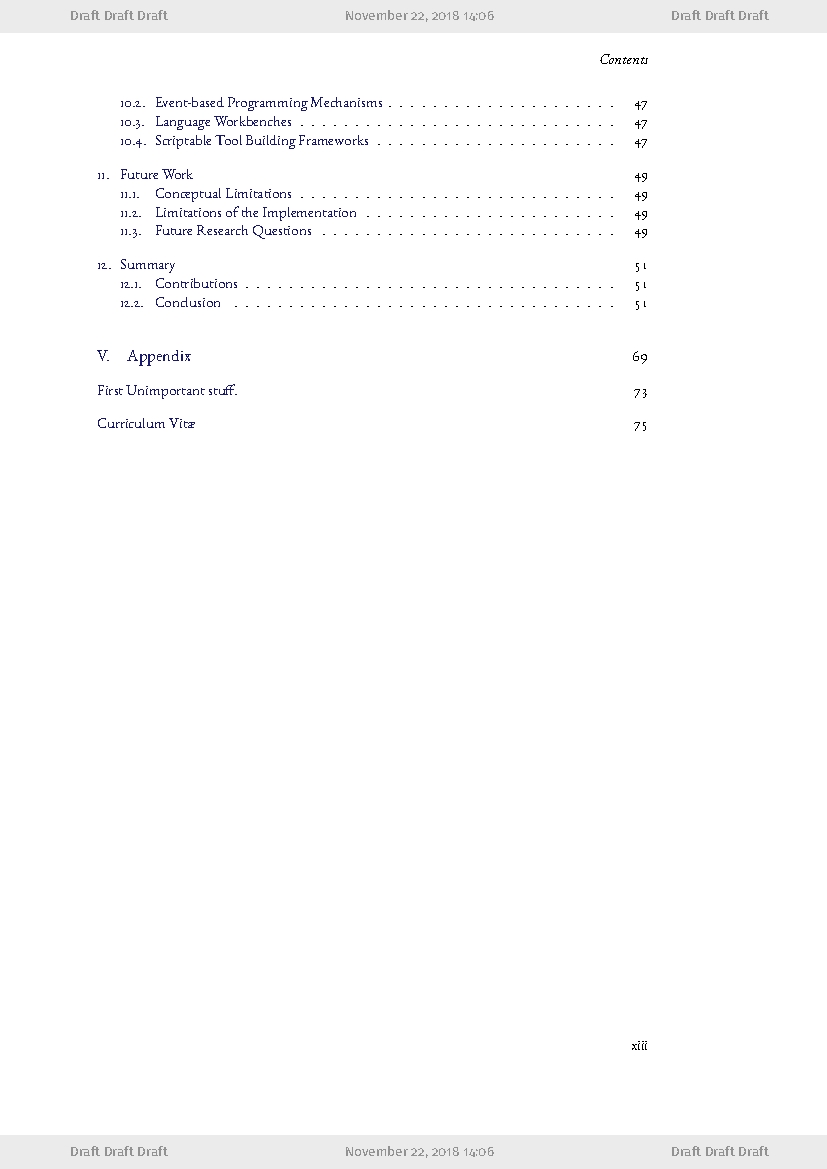 Draft Draft Draft November 22, 2018 14:06 Draft Draft Draft
Contents
10.2. Event-based Programming Mechanisms . . . . . . . . . . . . . . . . . . . . . 47
10.3. Language Workbenches . . . . . . . . . . . . . . . . . . . . . . . . . . . . . 47
10.4. Scriptable Tool Building Frameworks . . . . . . . . . . . . . . . . . . . . . . 47
11. Future Work 49
11.1. Conceptual Limitations . . . . . . . . . . . . . . . . . . . . . . . . . . . . . 49
11.2. Limitations of the Implementation . . . . . . . . . . . . . . . . . . . . . . . 49
11.3. Future Research Questions . . . . . . . . . . . . . . . . . . . . . . . . . . . 49
12. Summary 51
12.1. Contributions . . . . . . . . . . . . . . . . . . . . . . . . . . . . . . . . . . 51
12.2. Conclusion . . . . . . . . . . . . . . . . . . . . . . . . . . . . . . . . . . . 51
V. Appendix 69
First Unimportant stuff. 73
Curriculum Vitæ 75
xiii
Draft Draft Draft November 22, 2018 14:06 Draft Draft Draft